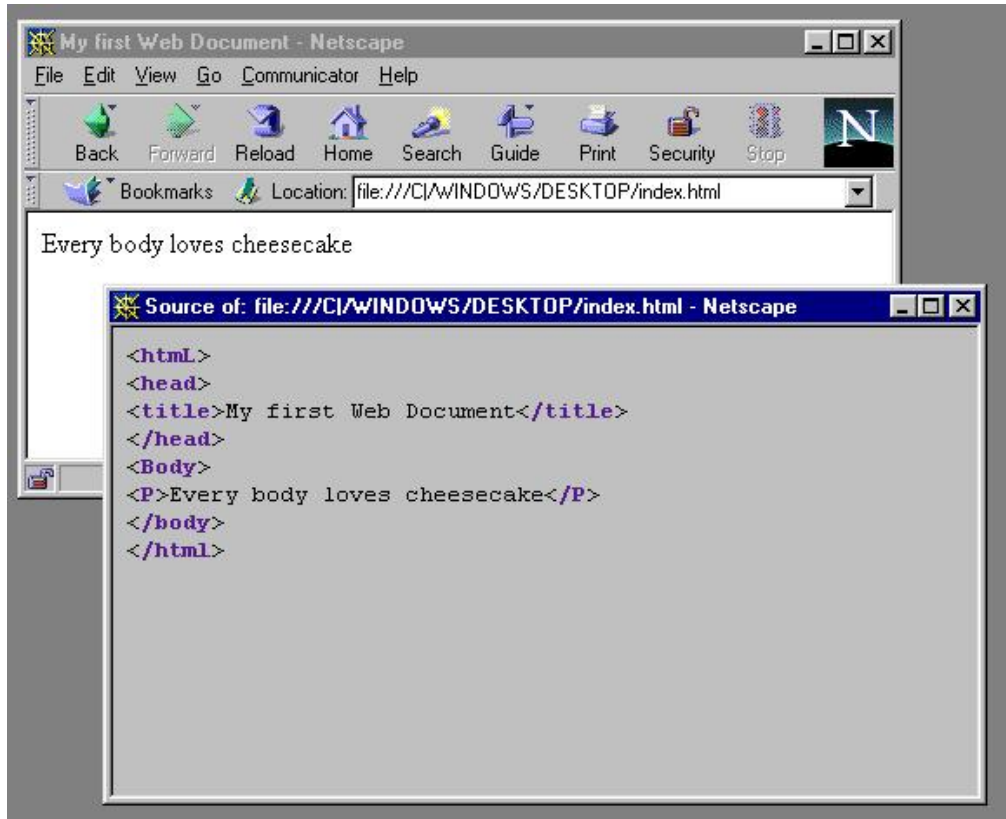 My first Web Document - Netscape
File Edit View Go Communicator Help
Back Forward Reload Home Search Guide Print Security Stop
N
Bookmarks Location: file:///C|/WINDOWS/DESKTOP/index.html
Every body loves cheesecake
Source of: file:///C|/WINDOWS/DESKTOP/index.html - Netscape
<htmL>
<head>
<title>My first Web Document</title>
</head>
<Body>
<P>Every body loves cheesecake</P>
</body>
</html>